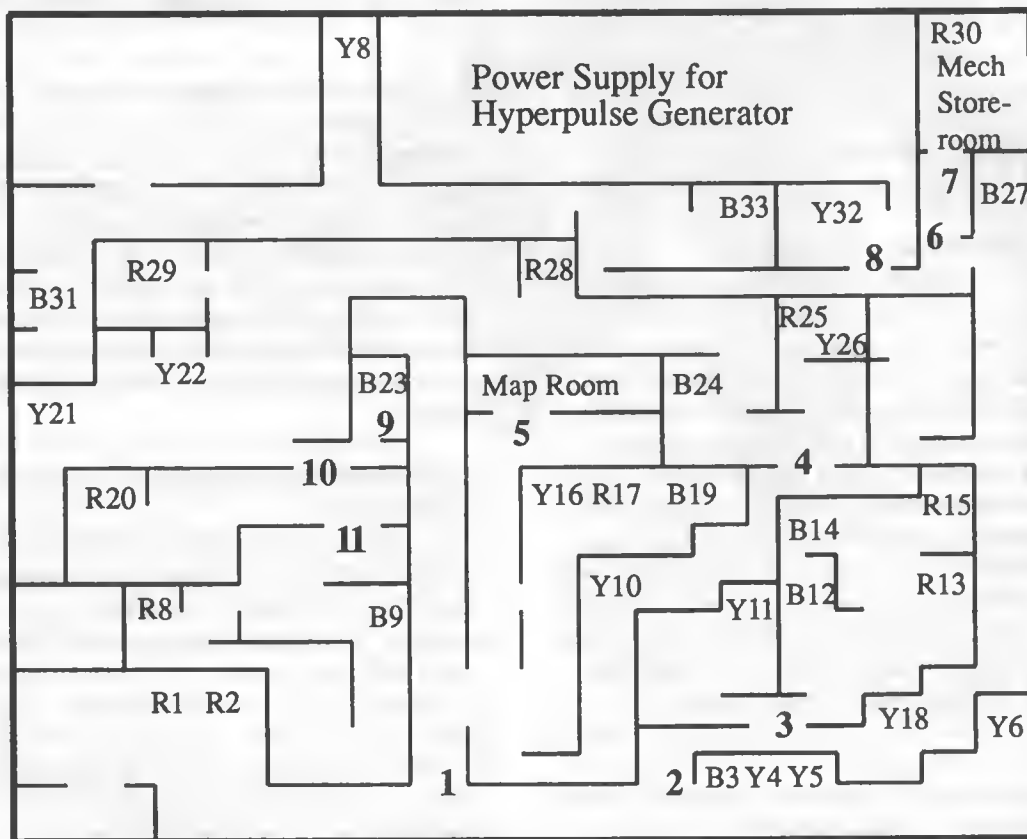 Y8
R30
Mech
Store-
room
Power Supply for
Hyperpulse Generator
7
B27
B33
Y32
6
8
R29
R28
B31
R25
Y26
Y22
B23
Map Room
B24
Y21
9
5
10
4
R20
Y16 R17
B19
R15
11
B14
Y10
R13
Y11
B12
R8
B9
R1
R2
Y18
3
Y6
1
2
B3 Y4 Y5